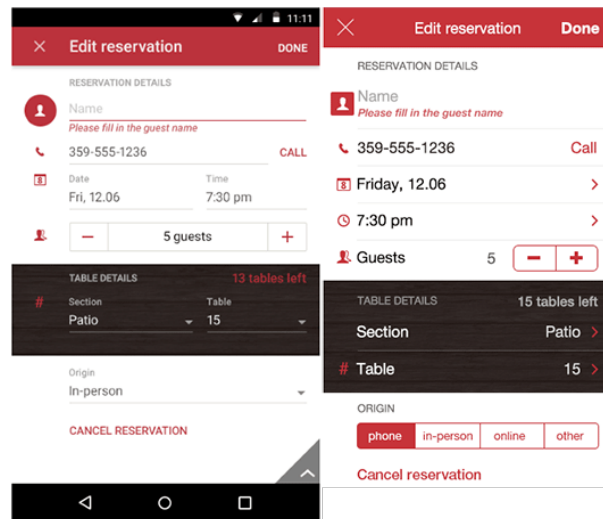 11:11
Edit reservation
DONE
RESERVATION DETAILS
Name
Please fill in the guest name
359-555-1236
CALL
8
Date
Time
Fri, 12.06
7:30 pm
5 guests
TABLE DETAILS
13 tables left
#
Section
Table
Patio
15
Origin
In-person
CANCEL RESERVATION
Edit reservation
Done
RESERVATION DETAILS
Name
Please fill in the guest name
359-555-1236
Call
8
Friday, 12.06
7:30 pm
Guests
5
TABLE DETAILS
15 tables left
Section
Patio
# Table
15
ORIGIN
phone
in-person
online
other
Cancel reservation